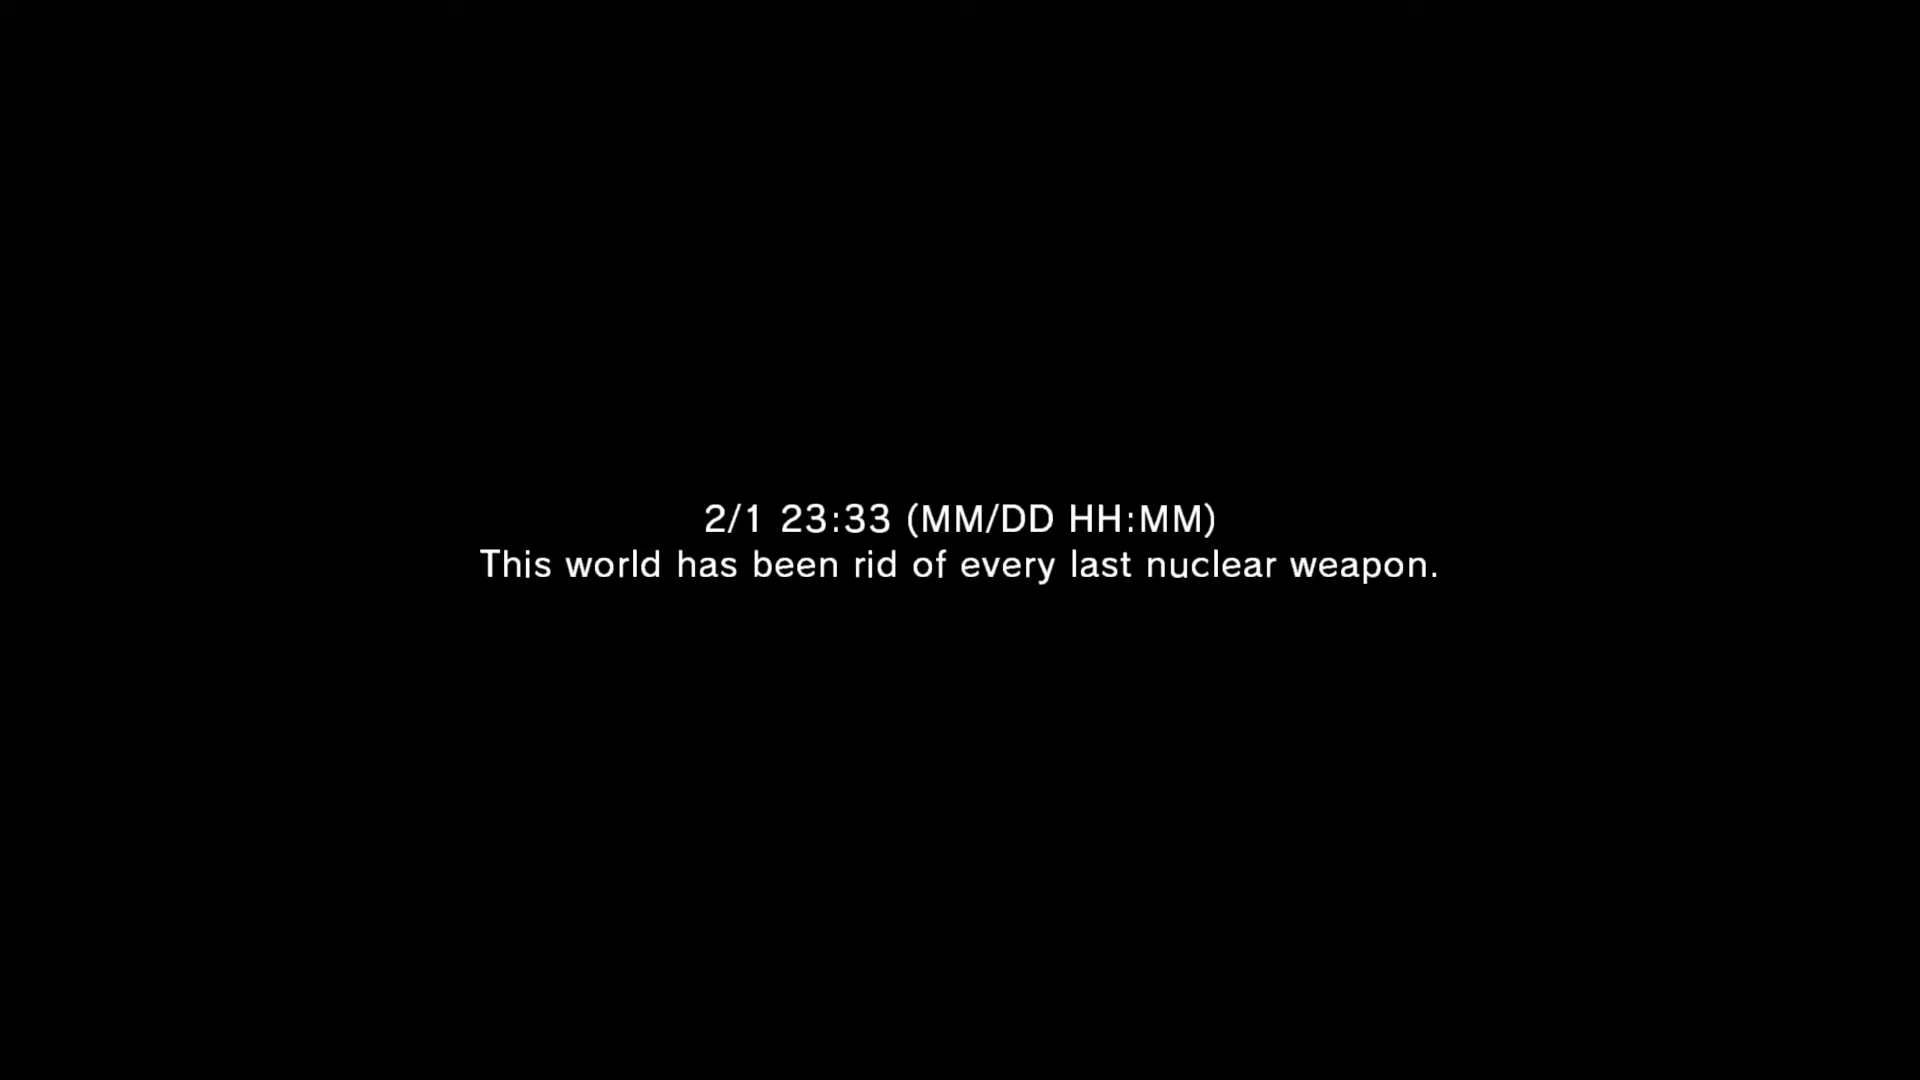 2/1 23:33 (MM/DD HH:MM)
This world has been rid of every last nuclear weapon.